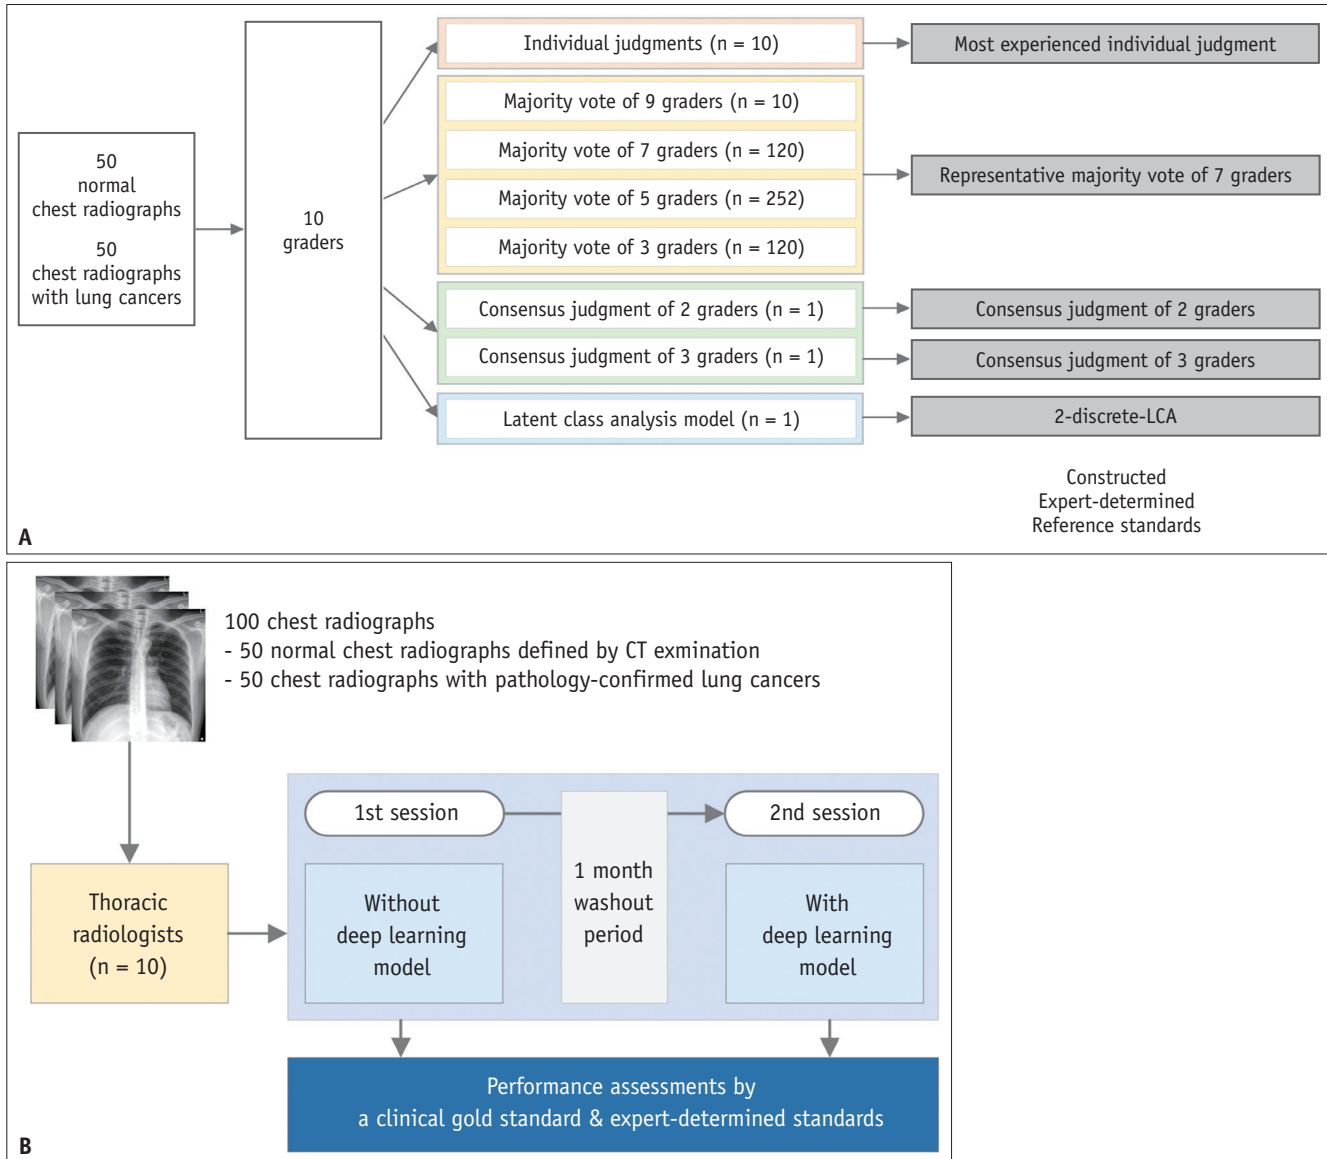 50
normal
chest radiographs
50
chest radiographs
with lung cancers
10
graders
Individual judgments (n = 10)
Most experienced individual judgment
Majority vote of 9 graders (n = 10)
Majority vote of 7 graders (n = 120)
Majority vote of 5 graders (n = 252)
Majority vote of 3 graders (n = 120)
Representative majority vote of 7 graders
Consensus judgment of 2 graders (n = 1)
Consensus judgment of 2 graders
Consensus judgment of 3 graders (n = 1)
Consensus judgment of 3 graders
Latent class analysis model (n = 1)
2-discrete-LCA
Constructed
Expert-determined
Reference standards
A
100 chest radiographs
- 50 normal chest radiographs defined by CT exmination
- 50 chest radiographs with pathology-confirmed lung cancers
Thoracic
radiologists
(n = 10)
1st session
2nd session
Without
deep learning
model
1 month
washout
period
With
deep learning
model
Performance assessments by
a clinical gold standard & expert-determined standards
B